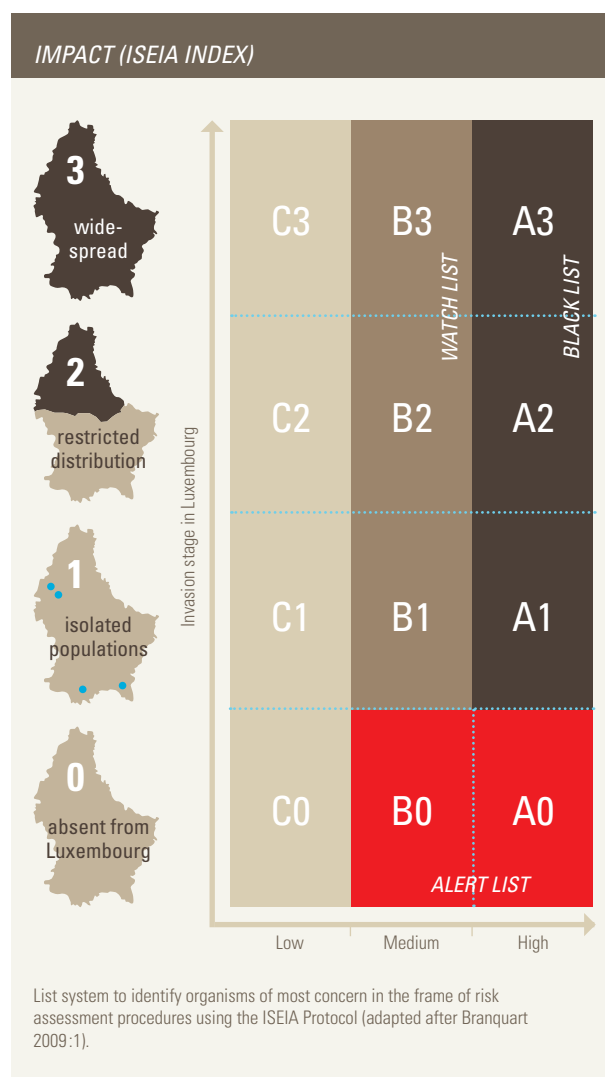 IMPACT (ISEIA INDEX)
3
wide-
spread
2
restricted
distribution
1
isolated
populations
0
absent from
Luxembourg
Invasion stage in Luxembourg
C3
B3
A3
WATCH LIST
BLACK LIST
C2
B2
A2
C1
B1
A1
C0
B0
A0
ALERT LIST
Low
Medium
High
List system to identify organisms of most concern in the frame of risk
assessment procedures using the ISEIA Protocol (adapted after Branquart
2009:1).